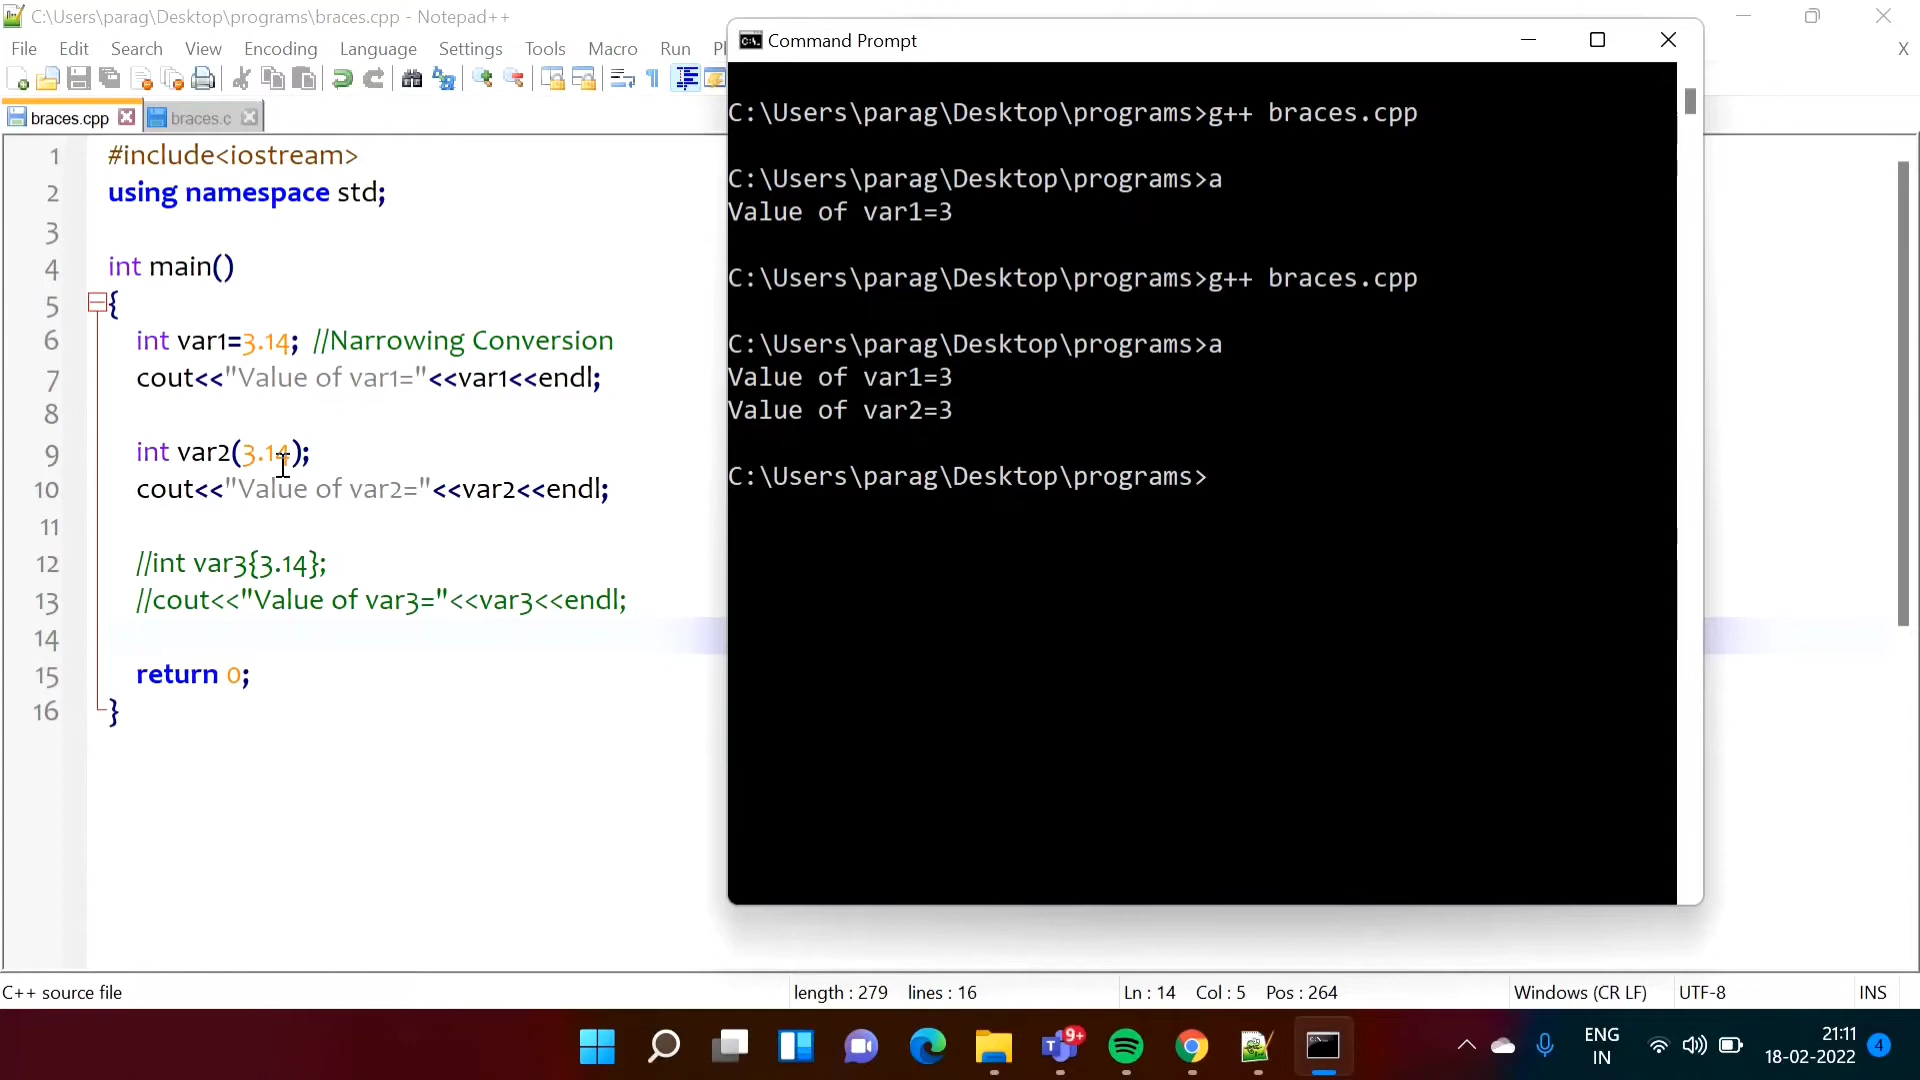 C:\Users\parag\Desktop\programs\braces.cpp - Notepad++
File Edit Search View Encoding Language Settings Tools Macro Run
X
braces.cpp braces.c
1 #include<iostream>
2 using namespace std;
3
4 int main()
5 {
6 int var1=3.14; //Narrowing Conversion
7 cout<<"Value of var1="<<var1<<endl;
8
9 int var2(3.14);
10 cout<<"Value of var2="<<var2<<endl;
11
12 //int var3{3.14};
13 //cout<<"Value of var3="<<var3<<endl;
14
15 return 0;
16 }
Command Prompt
C:\Users\parag\Desktop\programs>g++ braces.cpp
C:\Users\parag\Desktop\programs>a
Value of var1=3
C:\Users\parag\Desktop\programs>g++ braces.cpp
C:\Users\parag\Desktop\programs>a
Value of var1=3
Value of var2=3
C:\Users\parag\Desktop\programs>
C++ source file length : 279 lines : 16 Ln : 14 Col : 5 Pos : 264 Windows (CR LF) UTF-8 INS
9+
ENG
IN
21:11
18-02-2022
4